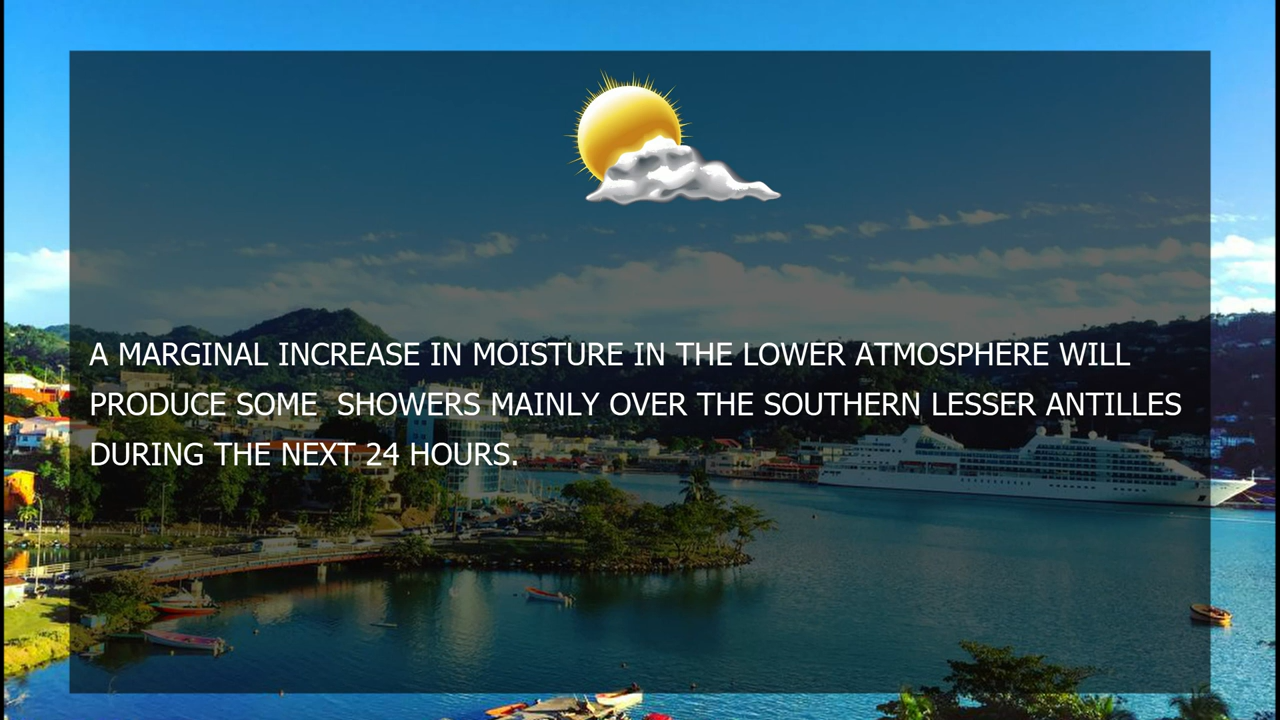 A MARGINAL INCREASE IN MOISTURE IN THE LOWER ATMOSPHERE WILL
PRODUCE SOME  SHOWERS MAINLY OVER THE SOUTHERN LESSER ANTILLES
DURING THE NEXT 24 HOURS.